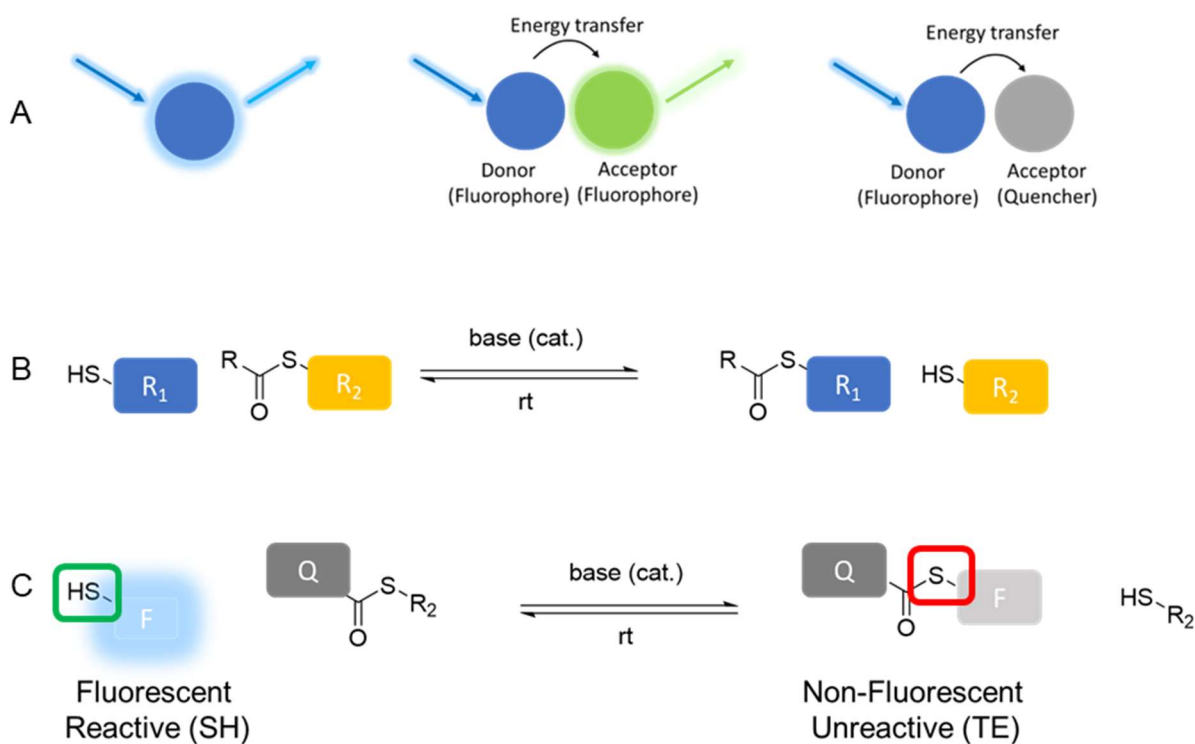 A
Energy transfer
Donor
(Fluorophore)
Acceptor
(Fluorophore)
Energy transfer
Donor
(Fluorophore)
Acceptor
(Quencher)
B
HS
R1
R
S
O
R2
base (cat.)
rt
R
S
O
R1
HS
R2
C
HS
F
Q
S
R2
O
base (cat.)
rt
Q
S
O
F
HS
R2
Fluorescent
Reactive (SH)
Non-Fluorescent
Unreactive (TE)